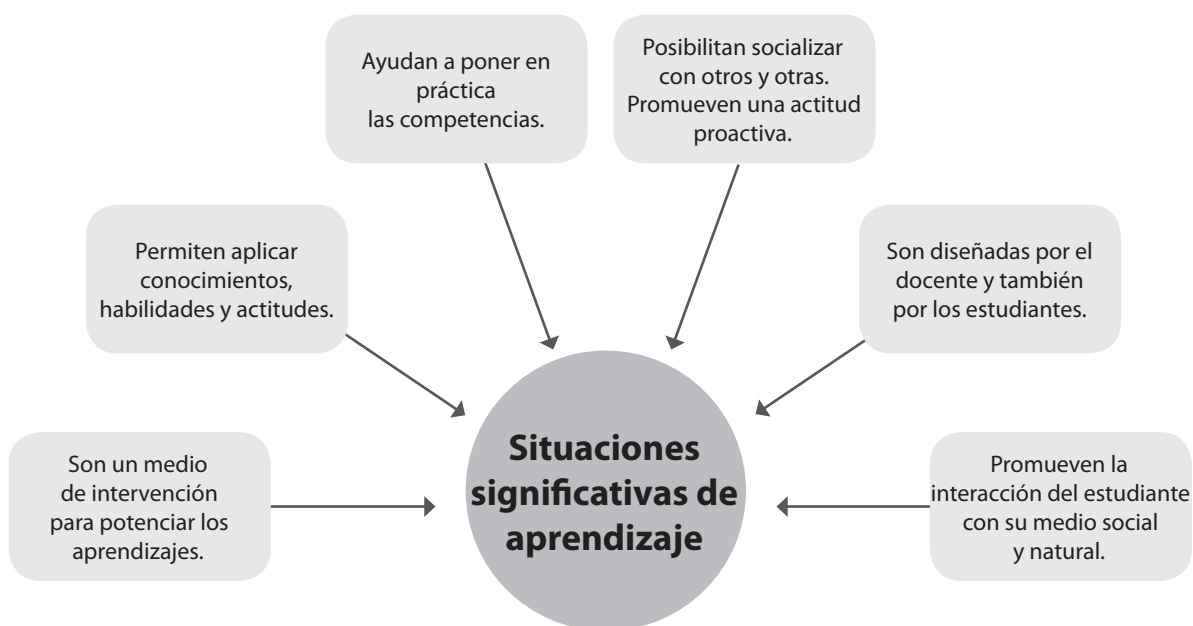 Ayudan a poner en
práctica
las competencias.
Posibilitan socializar
con otros y otras.
Promueven una actitud
proactiva.
Permiten aplicar
conocimientos,
habilidades y actitudes.
Son diseñadas por el
docente y también
por los estudiantes.
Son un medio
de intervención
para potenciar los
aprendizajes.
Situaciones
significativas de
aprendizaje
Promueven la
interacción del estudiante
con su medio social
y natural.